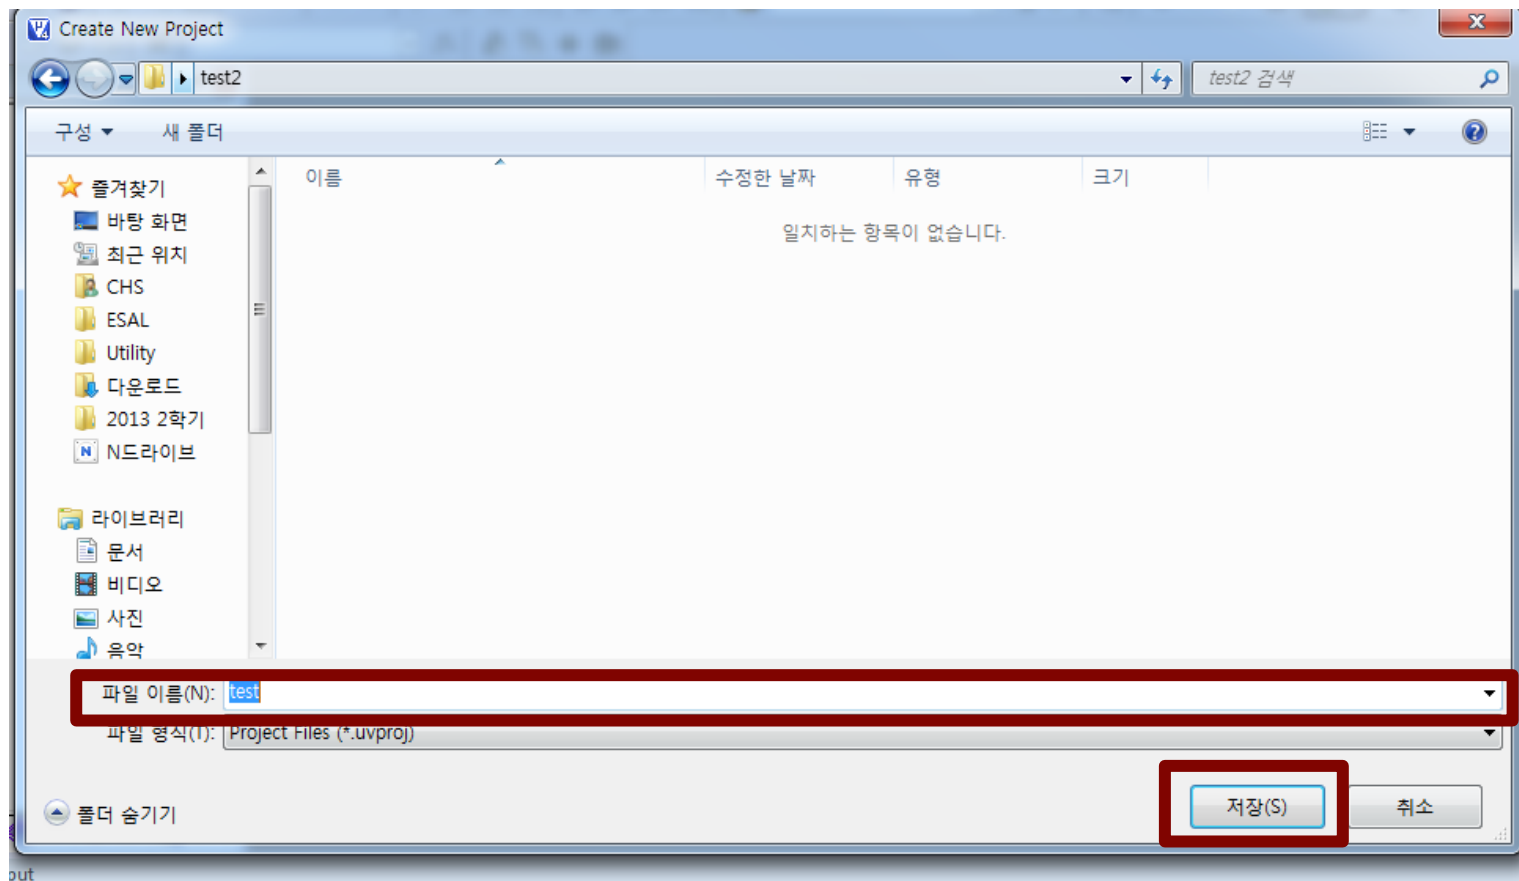 Create New Project
test2
test2 검색
구성
새 폴더
이름
수정한 날짜
유형
크기
일치하는 항목이 없습니다.
즐겨찾기
바탕 화면
최근 위치
CHS
ESAL
Utility
다운로드
2013 2학기
N드라이브
라이브러리
문서
비디오
사진
음악
파일 이름(N): test
파일 형식(T): Project Files (*.uvproj)
폴더 숨기기
저장(S)
취소
put